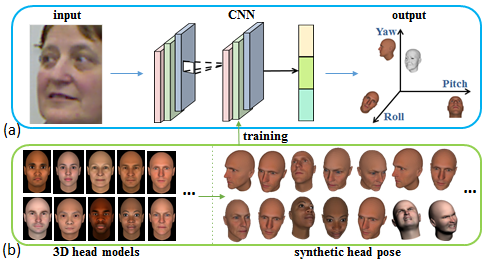 input
CNN
output
Yaw
Pitch
Roll
(a)
training
...
...
(b)
3D head models
synthetic head pose